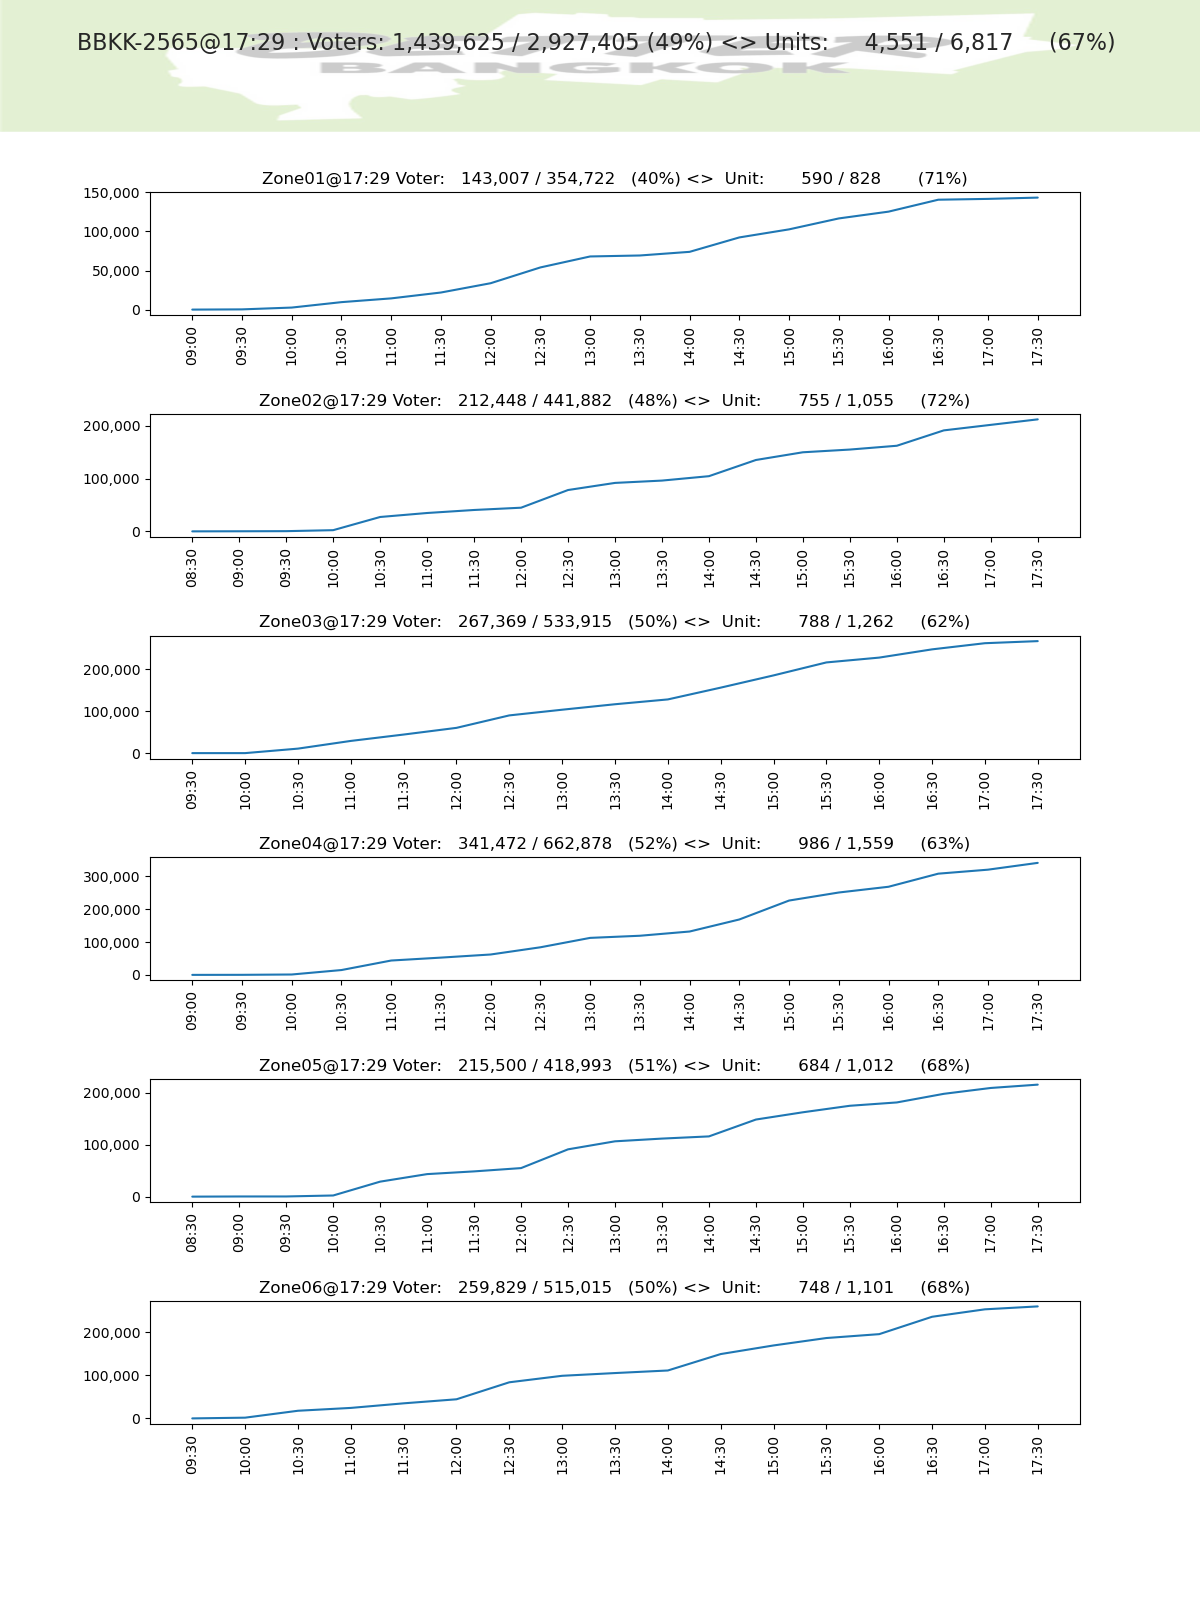 BBKK-2565@17:29 : Voters: 1,439,625 / 2,927,405 (49%) <> Units: 4,551 / 6,817 (67%)
BANGKOK
Zone01@17:29 Voter: 143,007 / 354,722 (40%) <> Unit: 590 / 828 (71%)
150,000
100,000
50,000
0
09:00 09:30 10:00 10:30 11:00 11:30 12:00 12:30 13:00 13:30 14:00 14:30 15:00 15:30 16:00 16:30 17:00 17:30
Zone02@17:29 Voter: 212,448 / 441,882 (48%) <> Unit: 755 / 1,055 (72%)
200,000
100,000
0
08:30 09:00 09:30 10:00 10:30 11:00 11:30 12:00 12:30 13:00 13:30 14:00 14:30 15:00 15:30 16:00 16:30 17:00 17:30
Zone03@17:29 Voter: 267,369 / 533,915 (50%) <> Unit: 788 / 1,262 (62%)
200,000
100,000
0
09:30 10:00 10:30 11:00 11:30 12:00 12:30 13:00 13:30 14:00 14:30 15:00 15:30 16:00 16:30 17:00 17:30
Zone04@17:29 Voter: 341,472 / 662,878 (52%) <> Unit: 986 / 1,559 (63%)
300,000
200,000
100,000
0
09:00 09:30 10:00 10:30 11:00 11:30 12:00 12:30 13:00 13:30 14:00 14:30 15:00 15:30 16:00 16:30 17:00 17:30
Zone05@17:29 Voter: 215,500 / 418,993 (51%) <> Unit: 684 / 1,012 (68%)
200,000
100,000
0
08:30 09:00 09:30 10:00 10:30 11:00 11:30 12:00 12:30 13:00 13:30 14:00 14:30 15:00 15:30 16:00 16:30 17:00 17:30
Zone06@17:29 Voter: 259,829 / 515,015 (50%) <> Unit: 748 / 1,101 (68%)
200,000
100,000
0
09:30 10:00 10:30 11:00 11:30 12:00 12:30 13:00 13:30 14:00 14:30 15:00 15:30 16:00 16:30 17:00 17:30